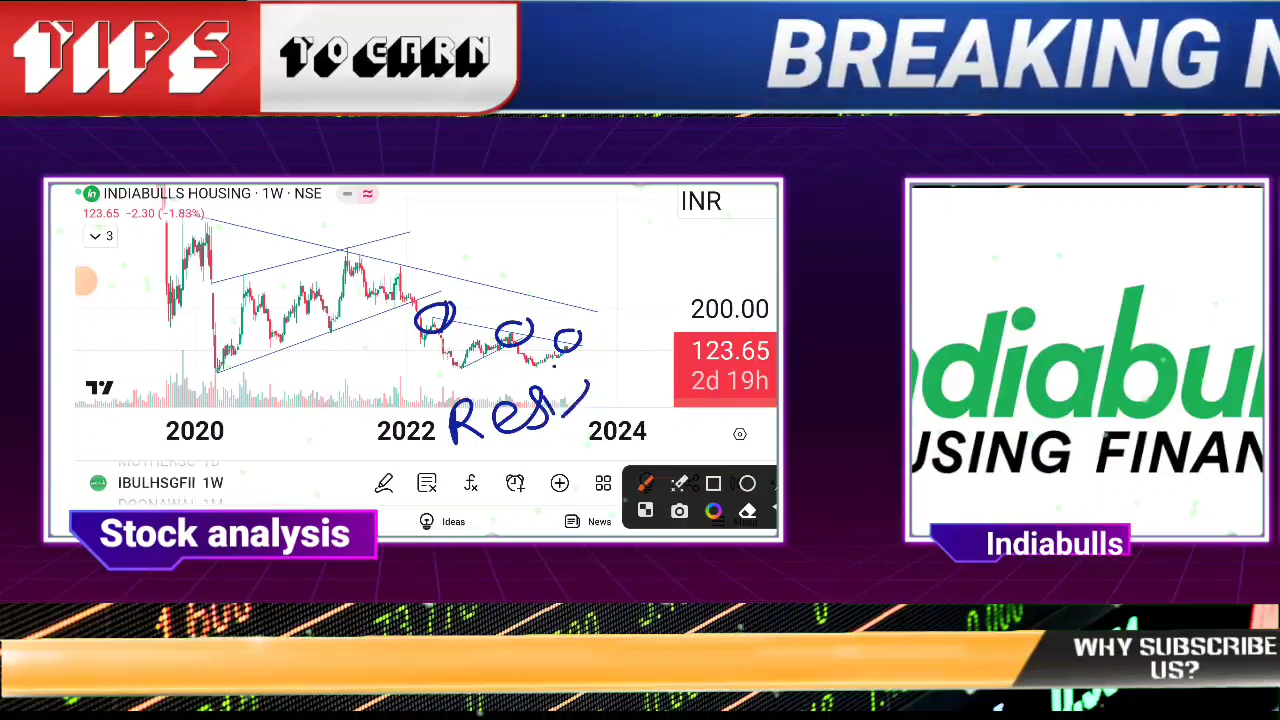 TIPS
TO EARN
BREAKING N
INDIABULLS HOUSING · 1W · NSE
123.65 −2.30 (−1.83%)
3
INR
200.00
123.65
2d 19h
Resi
2020
2022
2024
IBULHSGFII 1W
Ideas
News
Menu
Stock analysis
ndiabul
USING FINAN
Indiabulls
WHY SUBSCRIBE
US?